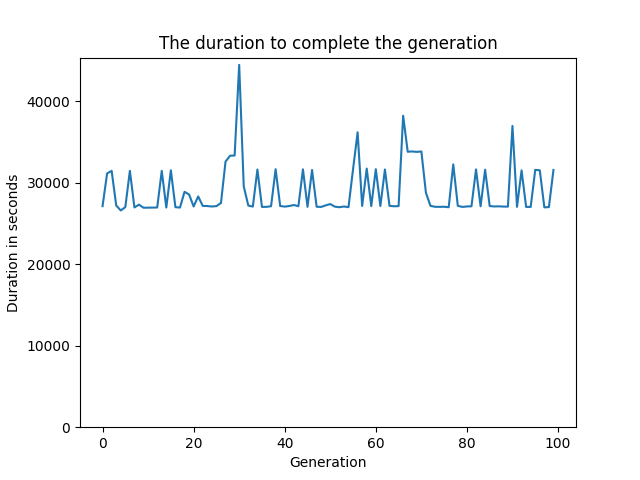 The duration to complete the generation
Duration in seconds
40000
30000
20000
10000
0
0 20 40 60 80 100
Generation